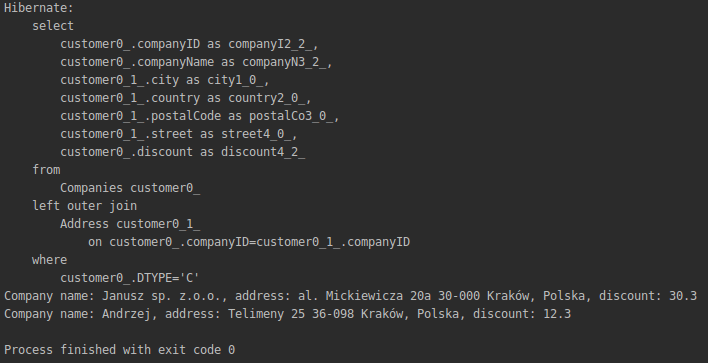 Hibernate:
    select
        customer0_.companyID as companyI2_2_,
        customer0_.companyName as companyN3_2_,
        customer0_1_.city as city1_0_,
        customer0_1_.country as country2_0_,
        customer0_1_.postalCode as postalCo3_0_,
        customer0_1_.street as street4_0_,
        customer0_.discount as discount4_2_
    from
        Companies customer0_
    left outer join
        Address customer0_1_
            on customer0_.companyID=customer0_1_.companyID
    where
        customer0_.DTYPE='C'
Company name: Janusz sp. z.o.o., address: al. Mickiewicza 20a 30-000 Kraków, Polska, discount: 30.3
Company name: Andrzej, address: Telimeny 25 36-098 Kraków, Polska, discount: 12.3

Process finished with exit code 0